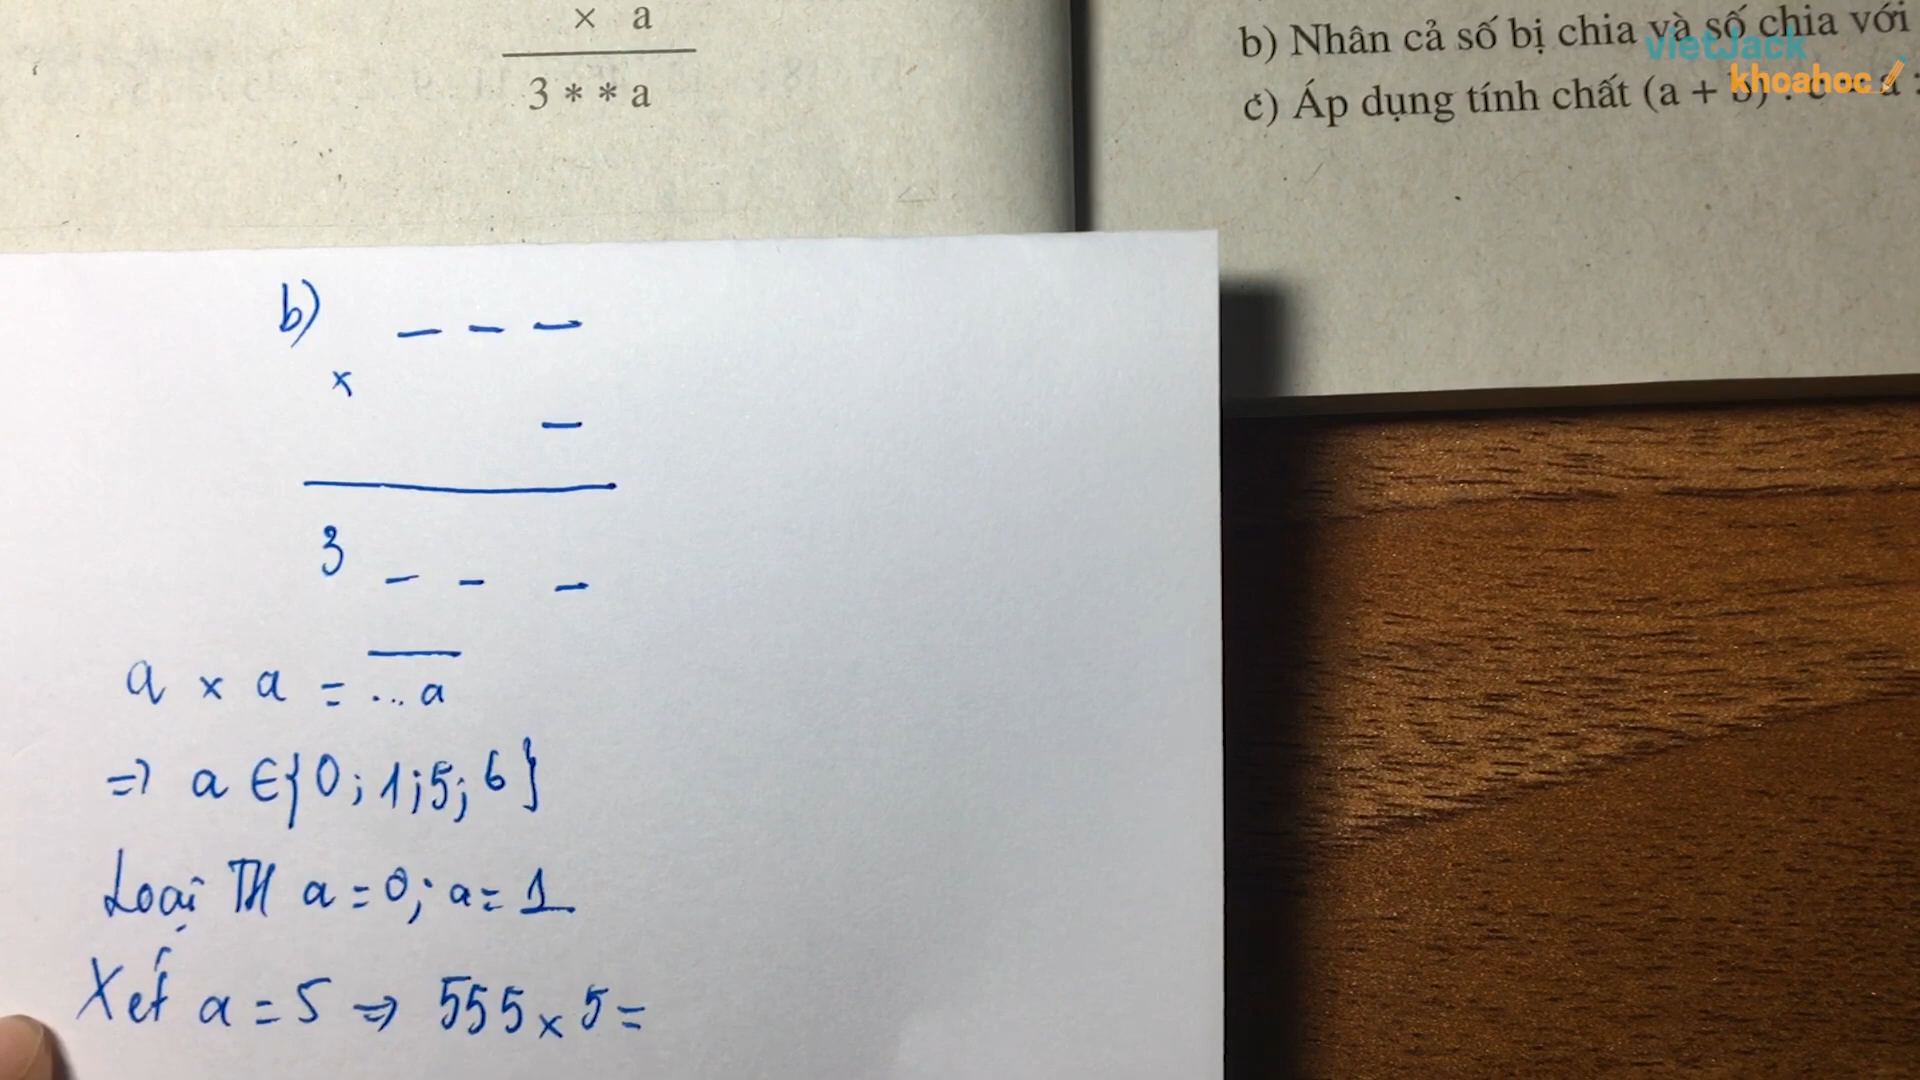 × a
3 * * a
b) Nhân cả số bị chia và số chia với
c) Áp dụng tính chất (a +
vietJack
khoahoc
b) _ _ _
×
_
3 _ _ _
a × a = ...a
=> a ∈ {0; 1; 5; 6}
Loại TH a = 0; a = 1
Xét a = 5 => 555 × 5 =